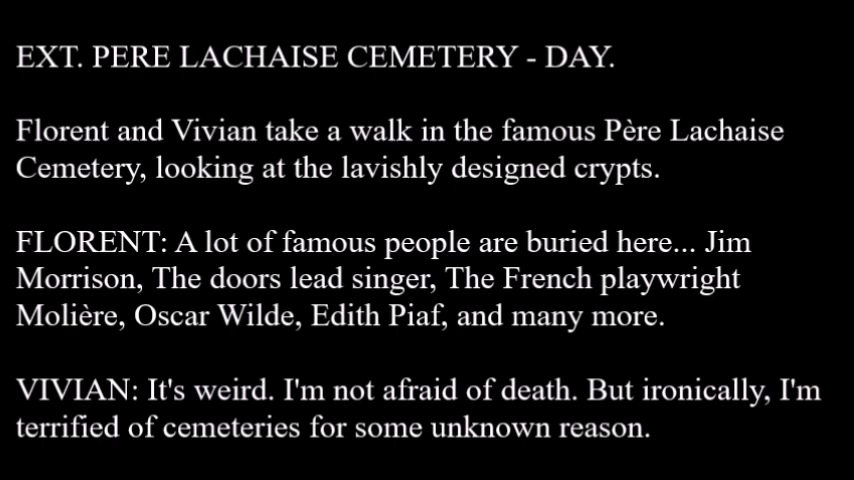 EXT. PERE LACHAISE CEMETERY - DAY.
Florent and Vivian take a walk in the famous Père Lachaise
Cemetery, looking at the lavishly designed crypts.
FLORENT: A lot of famous people are buried here... Jim
Morrison, The doors lead singer, The French playwright
Molière, Oscar Wilde, Edith Piaf, and many more.
VIVIAN: It's weird. I'm not afraid of death. But ironically, I'm
terrified of cemeteries for some unknown reason.